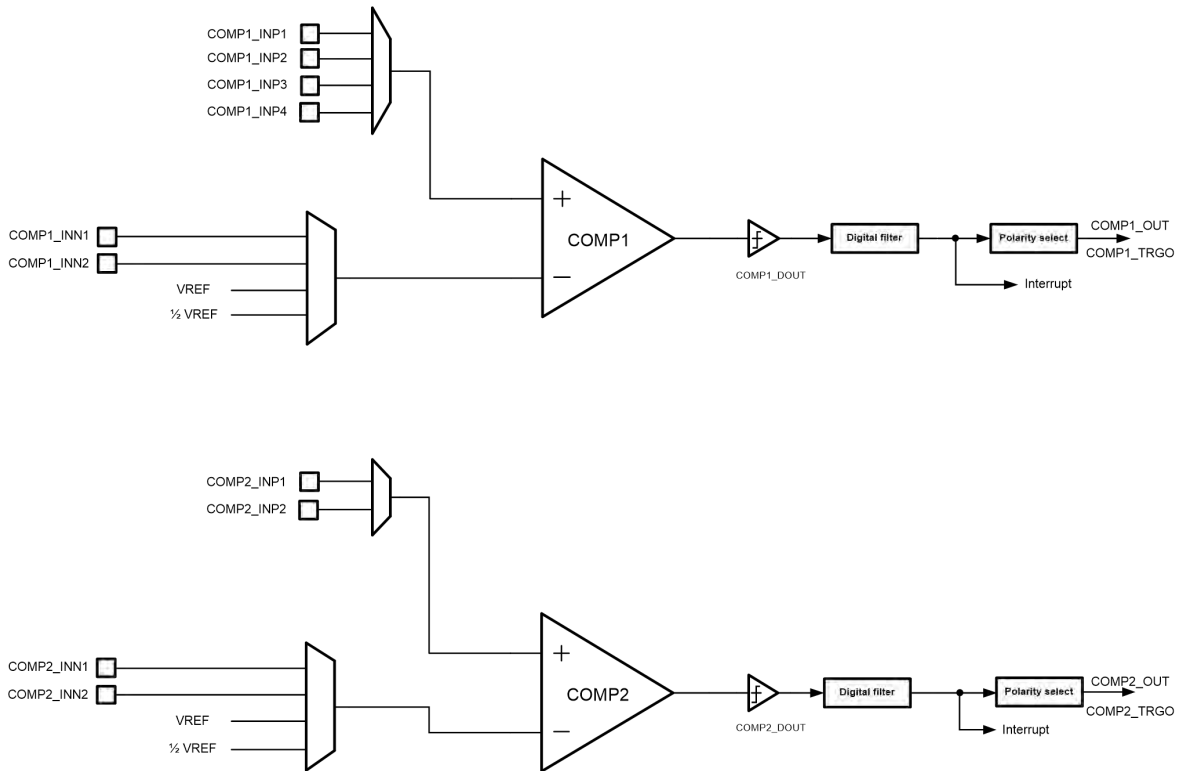 COMP1_INP1
COMP1_INP2
COMP1_INP3
COMP1_INP4
COMP1_INN1
COMP1_INN2
VREF
½ VREF
+
COMP1
−
COMP1_DOUT
Digital filter
Polarity select
COMP1_OUT
COMP1_TRGO
Interrupt
COMP2_INP1
COMP2_INP2
COMP2_INN1
COMP2_INN2
VREF
½ VREF
+
COMP2
−
COMP2_DOUT
Digital filter
Polarity select
COMP2_OUT
COMP2_TRGO
Interrupt